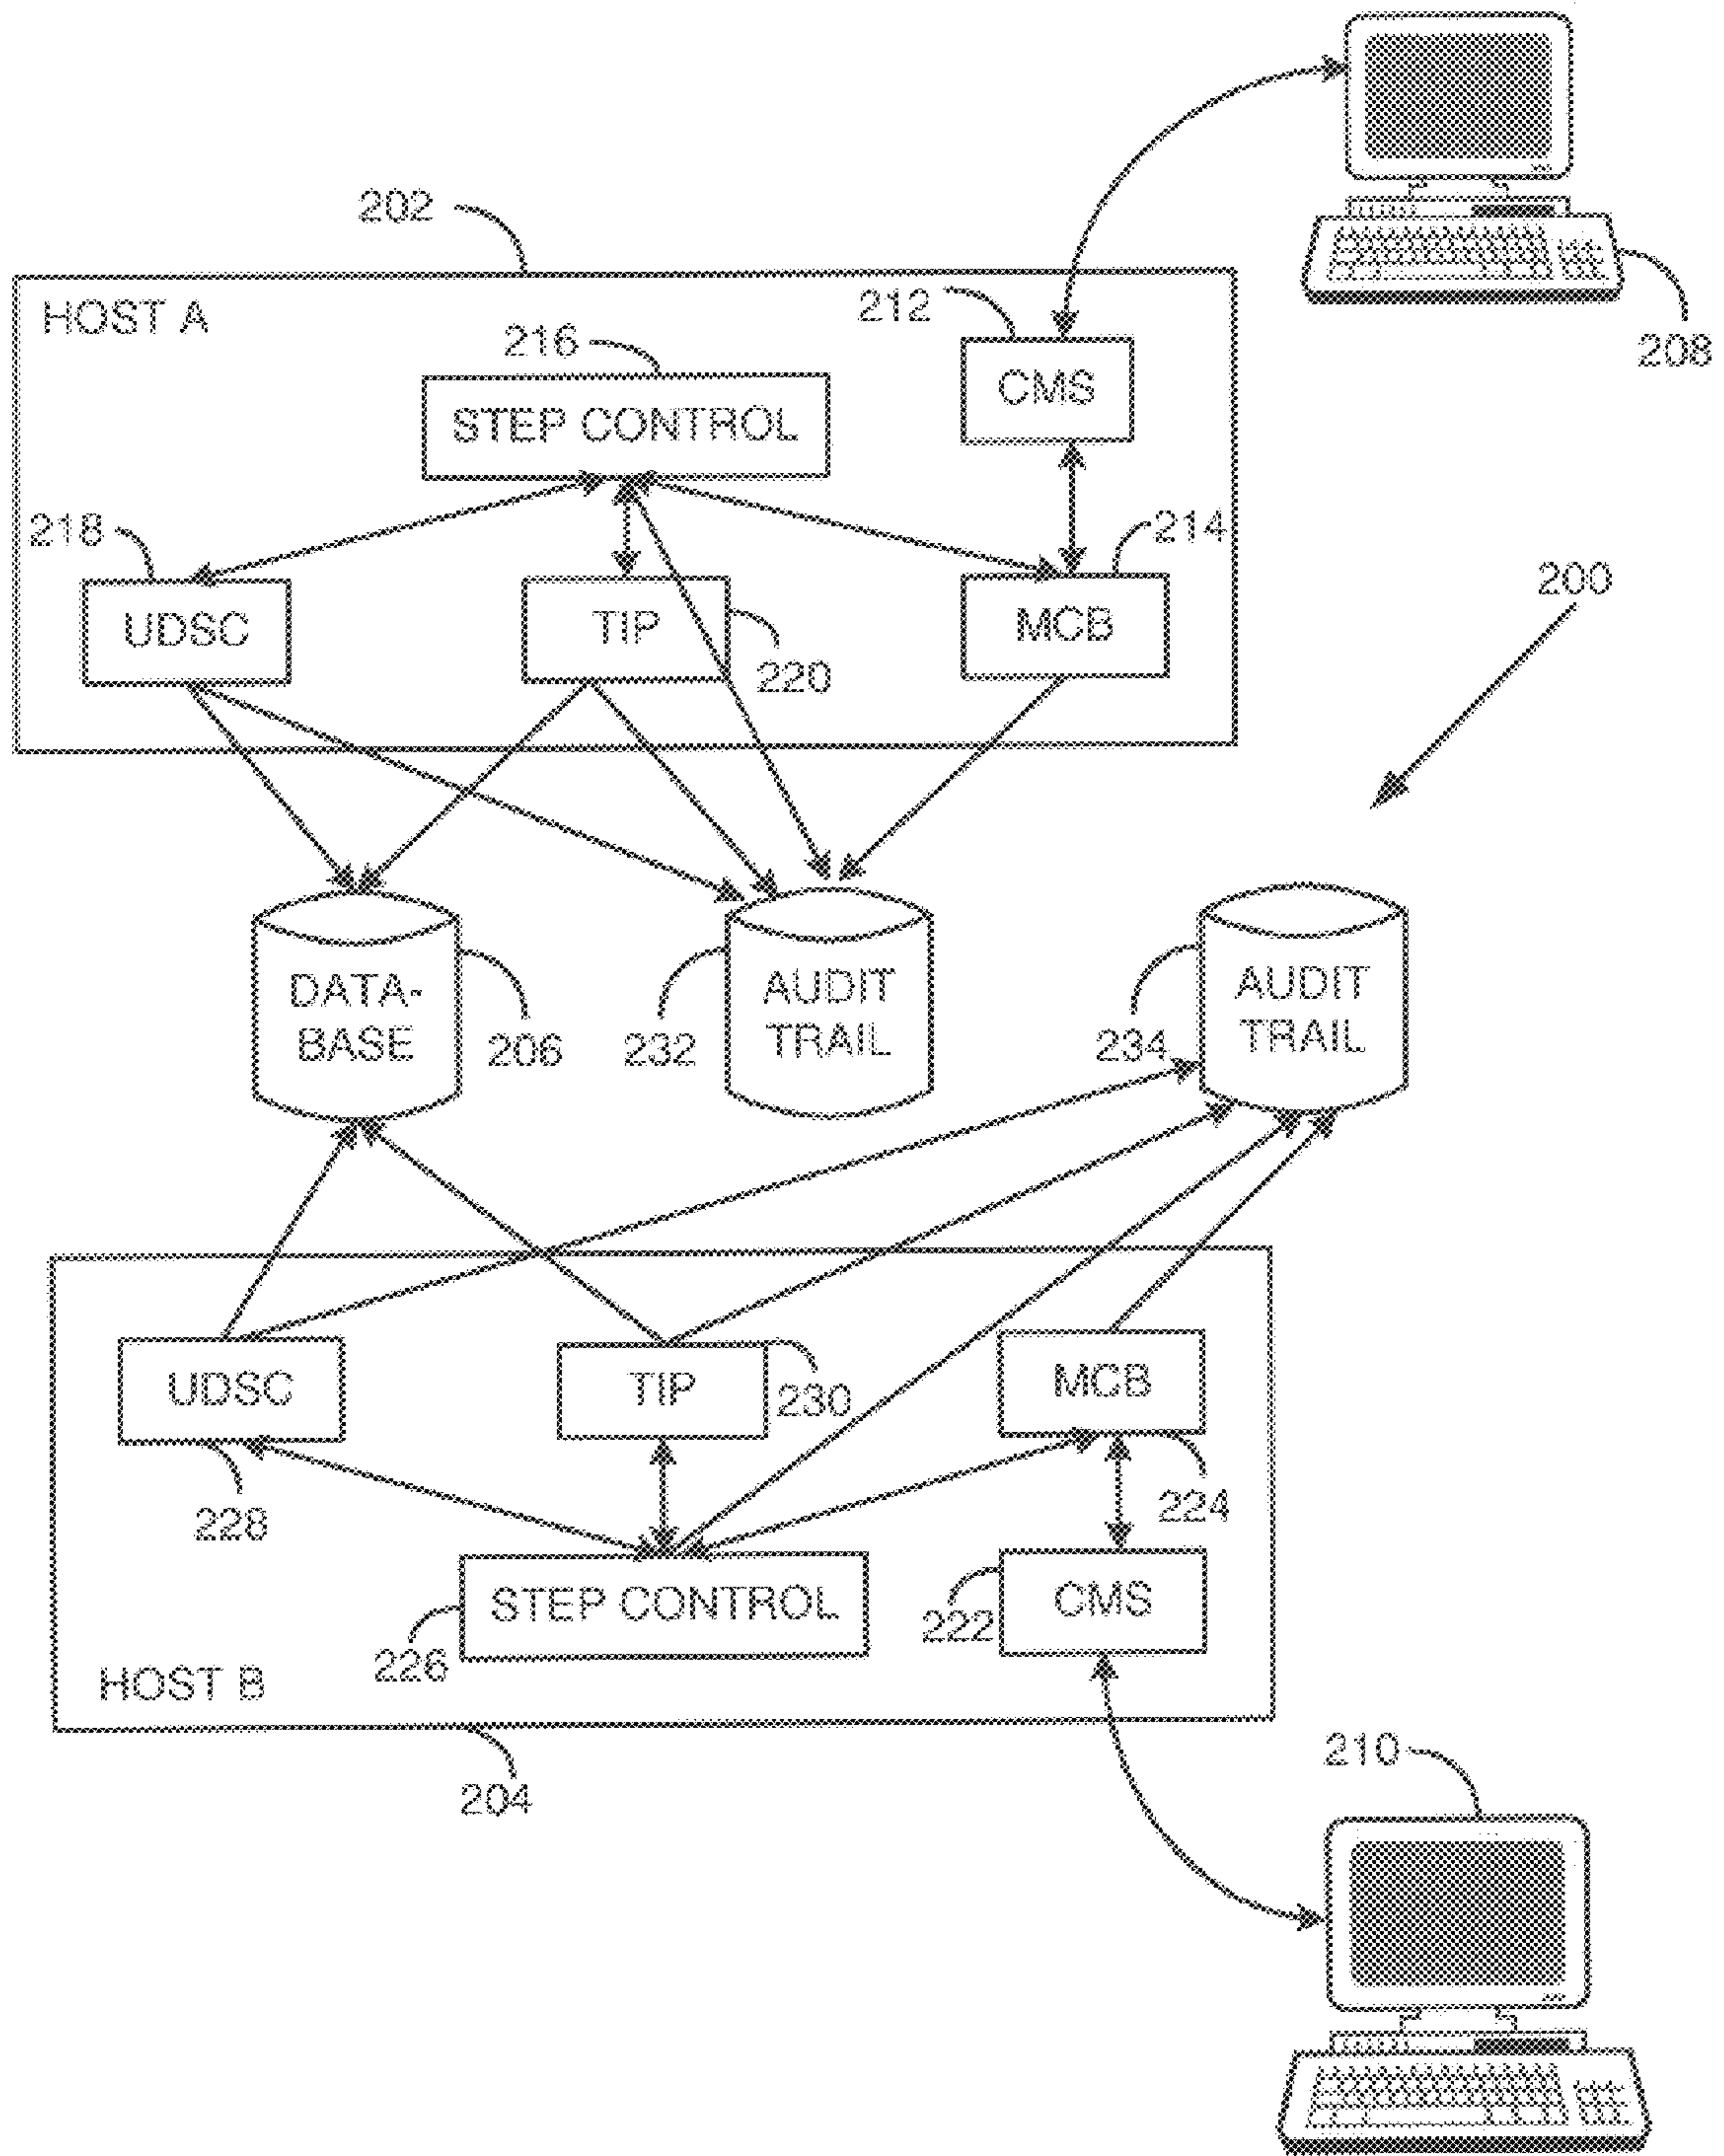 202
HOST A
212
208
216
CMS
STEP CONTROL
218
214
200
UDSC
TIP
MCB
220
DATA-
BASE
206
232
AUDIT
TRAIL
234
AUDIT
TRAIL
UDSC
TIP
230
MCB
228
224
226
STEP CONTROL
222
CMS
HOST B
204
210